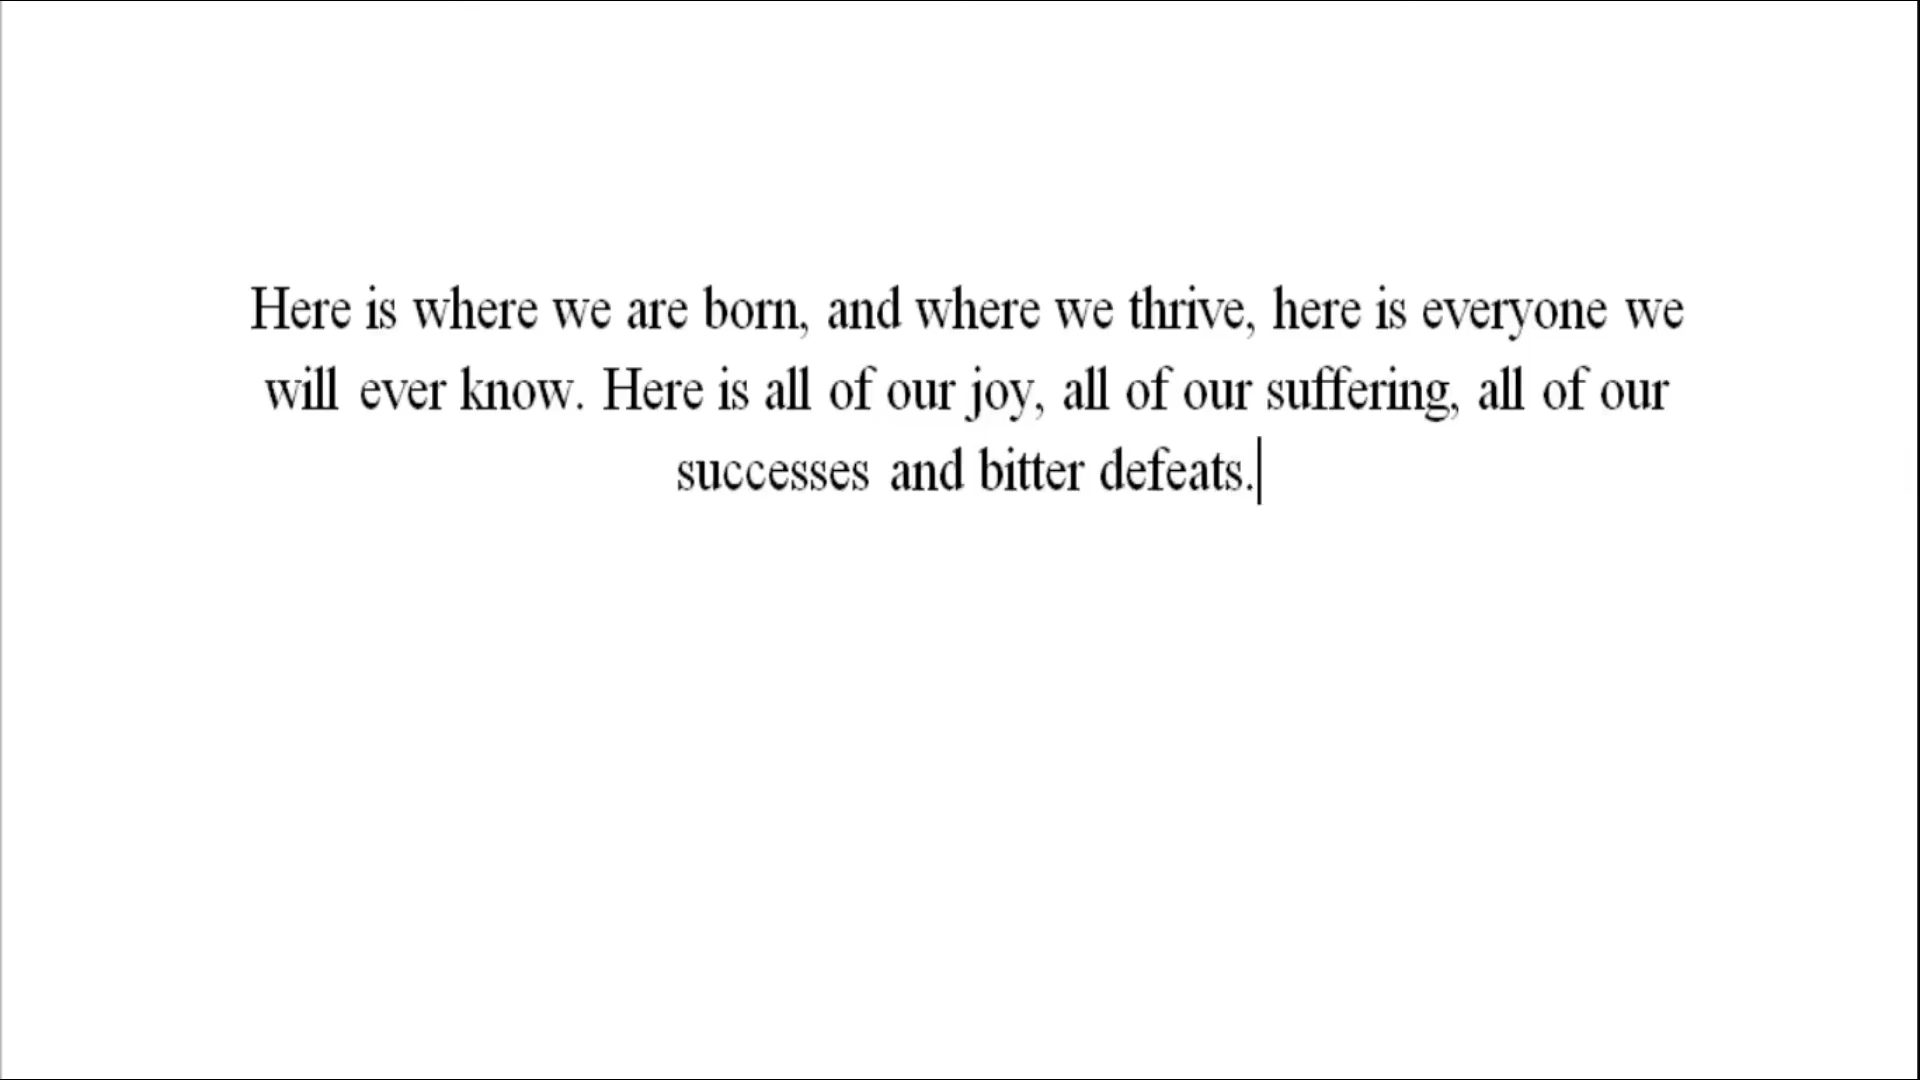 Here is where we are born, and where we thrive, here is everyone we
will ever know. Here is all of our joy, all of our suffering, all of our
successes and bitter defeats.